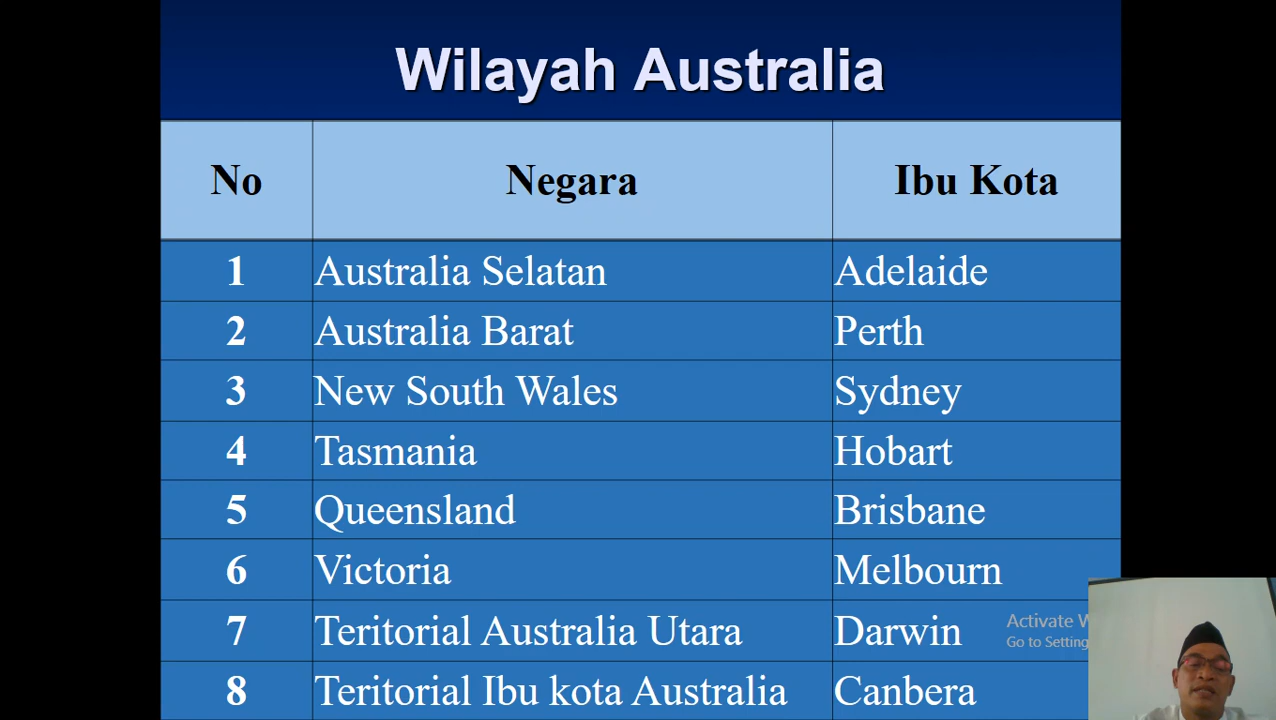 Wilayah Australia
No Negara Ibu Kota
1 Australia Selatan Adelaide
2 Australia Barat Perth
3 New South Wales Sydney
4 Tasmania Hobart
5 Queensland Brisbane
6 Victoria Melbourn
7 Teritorial Australia Utara Darwin
8 Teritorial Ibu kota Australia Canbera
Activate
Go to Setting